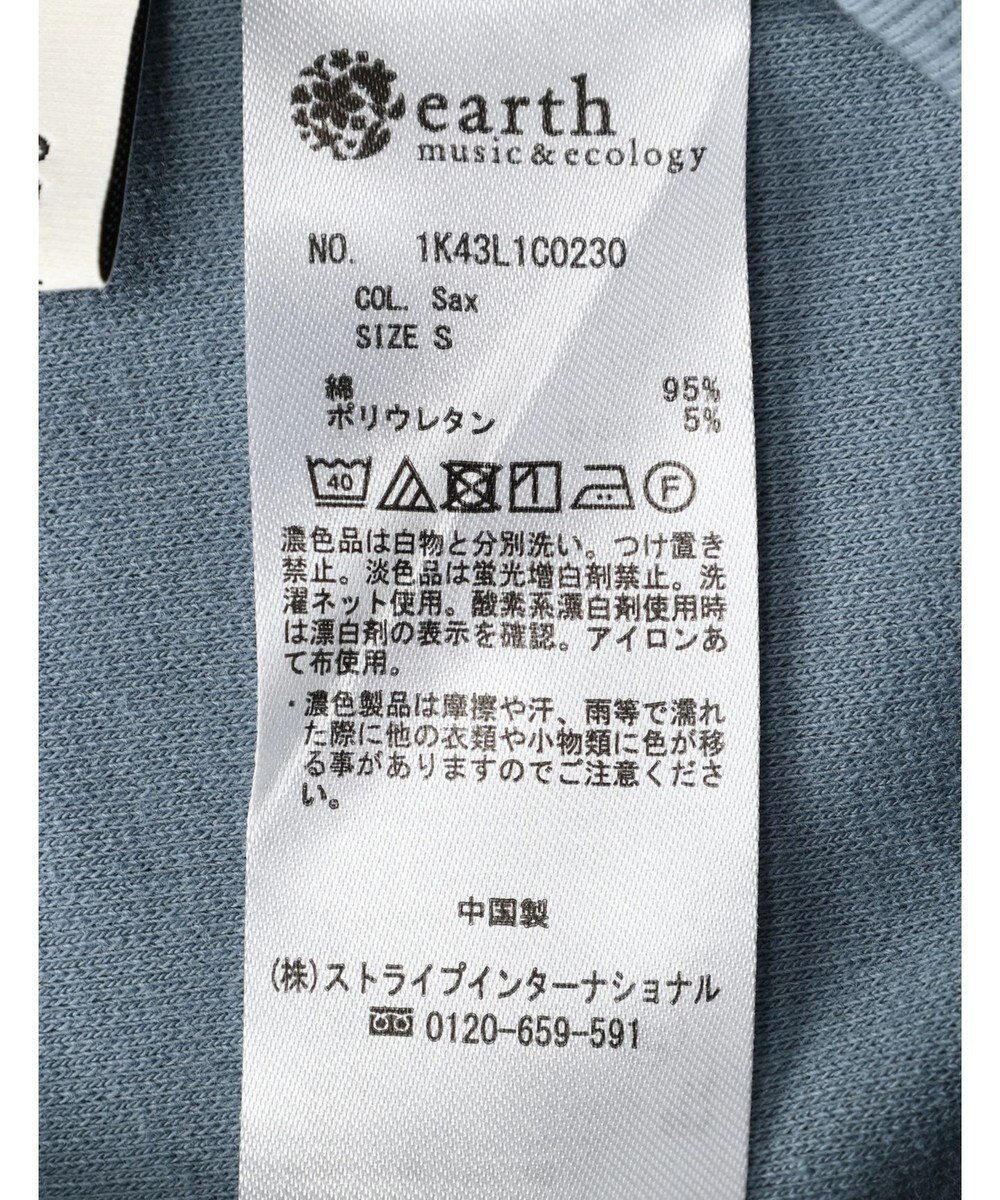 earth
music & ecology
NO. 1K43L1C0230
COL. Sax
SIZE S
綿 95%
ポリウレタン 5%
40 F
濃色品は白物と分別洗い。つけ置き
禁止。淡色品は蛍光増白剤禁止。洗
濯ネット使用。酸素系漂白剤使用時
は漂白剤の表示を確認。アイロンあ
て布使用。
・濃色製品は摩擦や汗、雨等で濡れ
た際に他の衣類や小物類に色が移
る事がありますのでご注意くださ
い。
中国製
(株)ストライプインターナショナル
0120-659-591